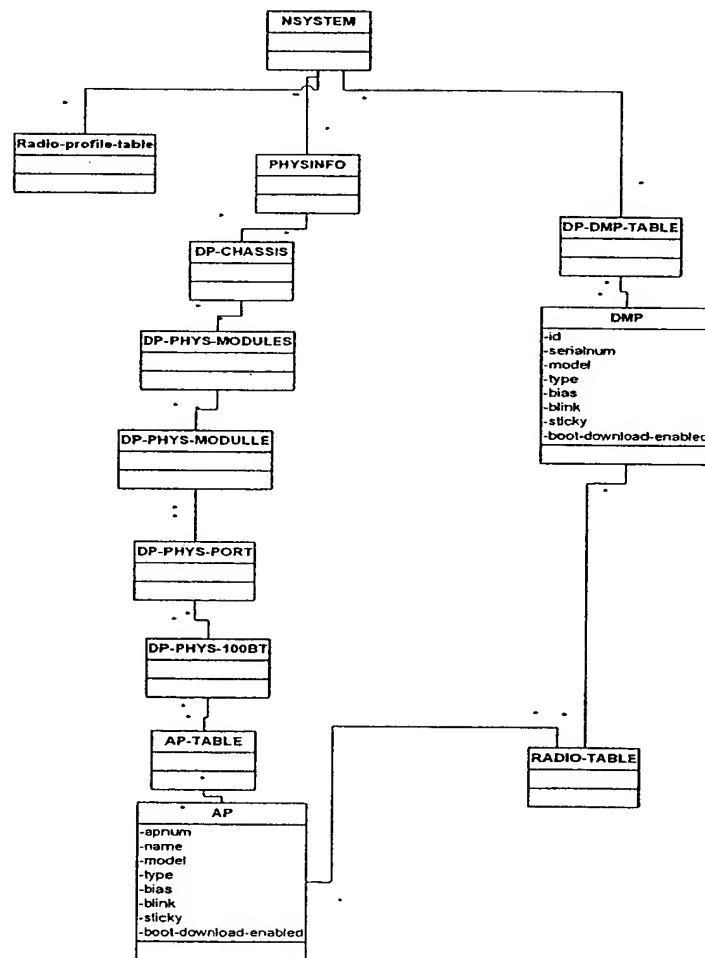 NSYSTEM
Radio-profile-table
PHYSINFO
DP-CHASSIS
DP-DMP-TABLE
DP-PHYS-MODULES
DMP
-id
-serialnum
-model
-type
-bias
-blink
-sticky
-boot-download-enabled
DP-PHYS-MODULLE
DP-PHYS-PORT
DP-PHYS-100BT
AP-TABLE
RADIO-TABLE
AP
-apnum
-name
-model
-type
-bias
-blink
-sticky
-boot-download-enabled